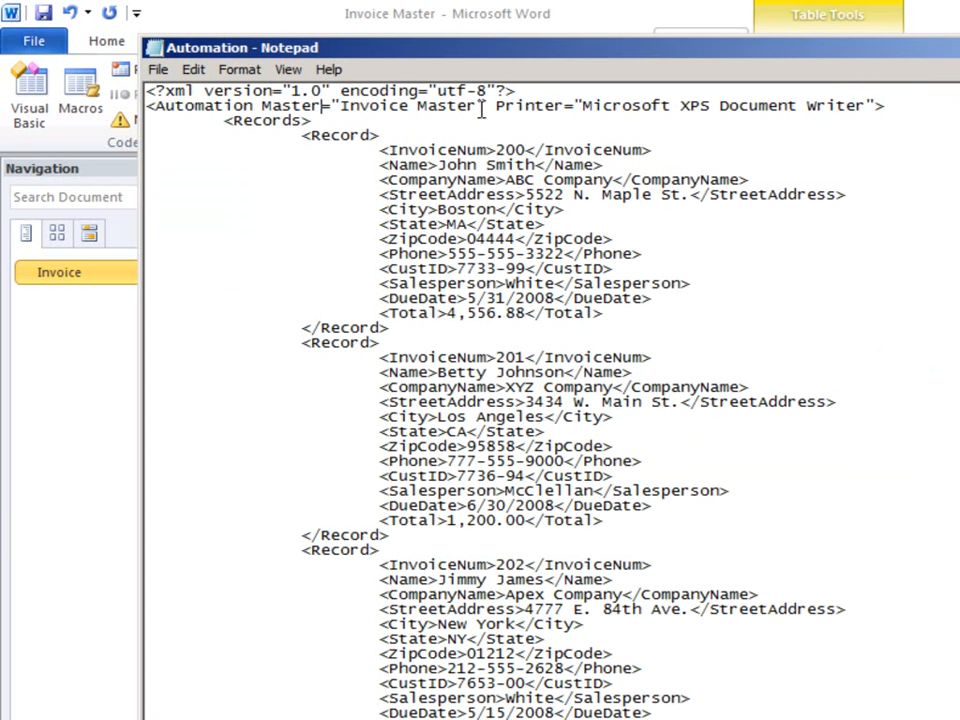 Invoice Master - Microsoft Word
Table Tools
File
Home
Visual Basic
Macros
Code
Navigation
Search Document
Invoice
Automation - Notepad
File Edit Format View Help
<?xml version="1.0" encoding="utf-8"?>
<Automation Master="Invoice Master" Printer="Microsoft XPS Document Writer">
<Records>
<Record>
<InvoiceNum>200</InvoiceNum>
<Name>John Smith</Name>
<CompanyName>ABC Company</CompanyName>
<StreetAddress>5522 N. Maple St.</StreetAddress>
<City>Boston</City>
<State>MA</State>
<ZipCode>04444</ZipCode>
<Phone>555-555-3322</Phone>
<CustID>7733-99</CustID>
<Salesperson>White</Salesperson>
<DueDate>5/31/2008</DueDate>
<Total>4,556.88</Total>
</Record>
<Record>
<InvoiceNum>201</InvoiceNum>
<Name>Betty Johnson</Name>
<CompanyName>XYZ Company</CompanyName>
<StreetAddress>3434 W. Main St.</StreetAddress>
<City>Los Angeles</City>
<State>CA</State>
<ZipCode>95858</ZipCode>
<Phone>777-555-9000</Phone>
<CustID>7736-94</CustID>
<Salesperson>McClellan</Salesperson>
<DueDate>6/30/2008</DueDate>
<Total>1,200.00</Total>
</Record>
<Record>
<InvoiceNum>202</InvoiceNum>
<Name>Jimmy James</Name>
<CompanyName>Apex Company</CompanyName>
<StreetAddress>4777 E. 84th Ave.</StreetAddress>
<City>New York</City>
<State>NY</State>
<ZipCode>01212</ZipCode>
<Phone>212-555-2628</Phone>
<CustID>7653-00</CustID>
<Salesperson>White</Salesperson>
<DueDate>5/15/2008</DueDate>